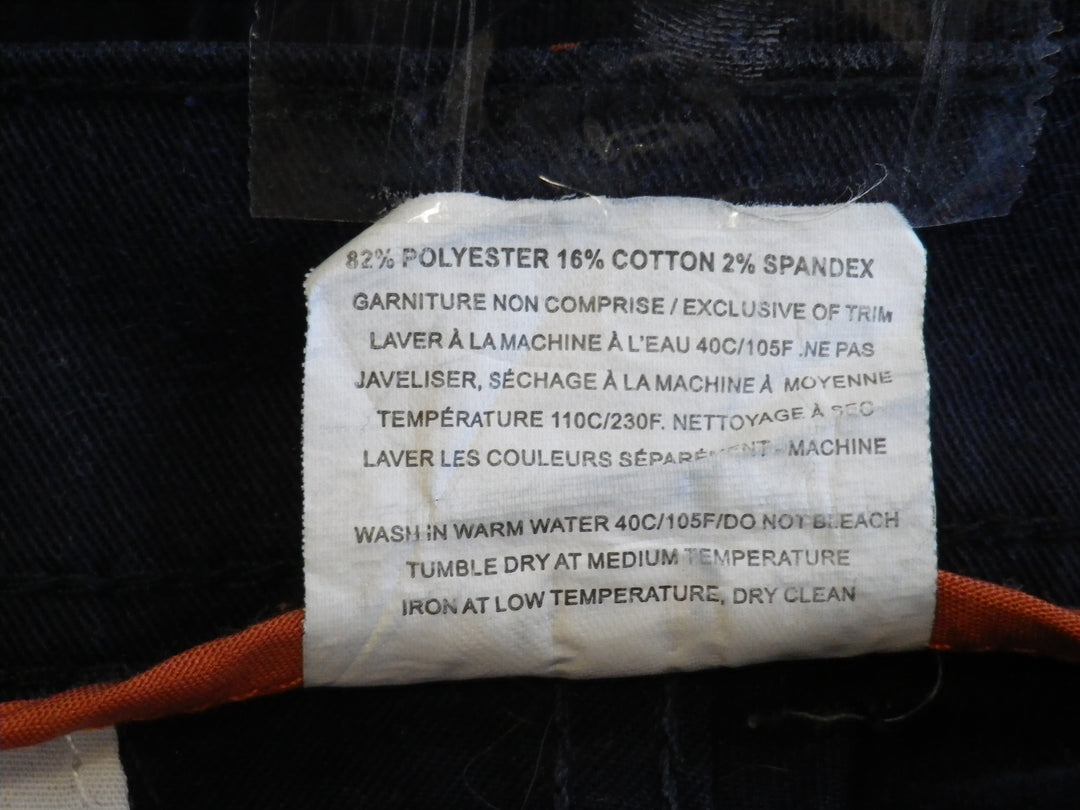 82% POLYESTER 16% COTTON 2% SPANDEX
GARNITURE NON COMPRISE / EXCLUSIVE OF TRIM
LAVER À LA MACHINE À L'EAU 40C/105F .NE PAS
JAVELISER, SÉCHAGE À LA MACHINE À MOYENNE
TEMPÉRATURE 110C/230F. NETTOYAGE À SEC
LAVER LES COULEURS SÉPARÉMENT - MACHINE
WASH IN WARM WATER 40C/105F/DO NOT BLEACH
TUMBLE DRY AT MEDIUM TEMPERATURE
IRON AT LOW TEMPERATURE, DRY CLEAN